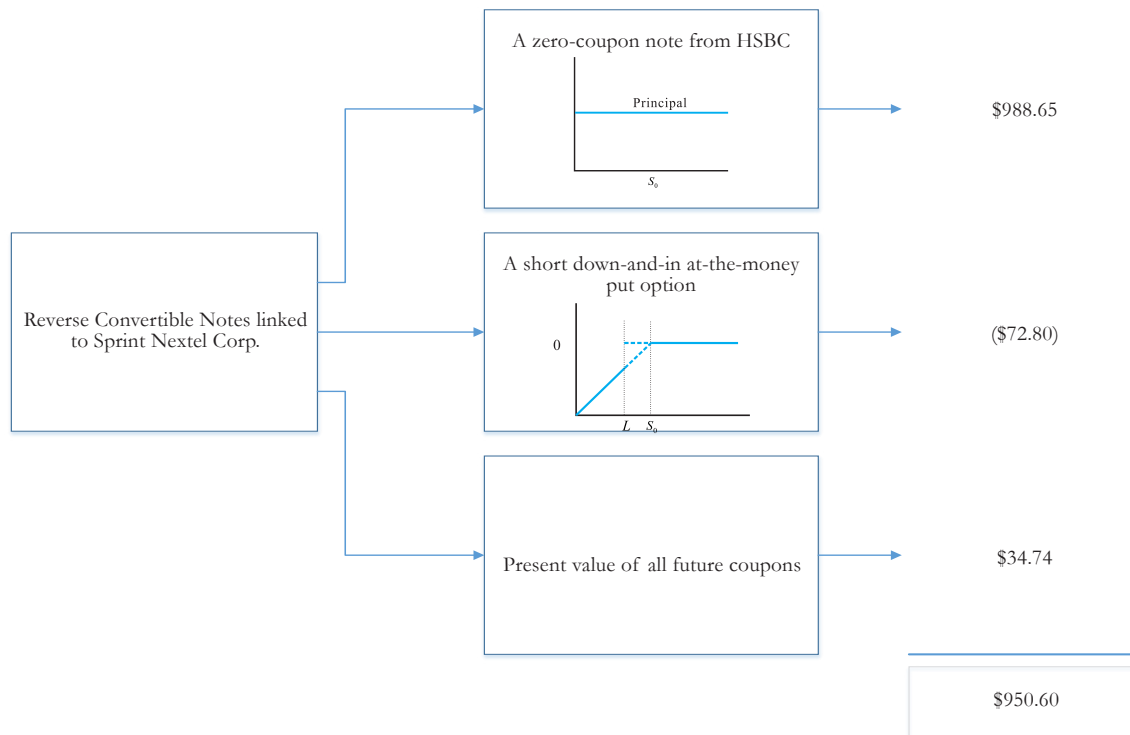 A zero-coupon note from HSBC
Principal
S₀
$988.65
Reverse Convertible Notes linked
to Sprint Nextel Corp.
A short down-and-in at-the-money
put option
0
L S₀
($72.80)
Present value of all future coupons
$34.74
$950.60